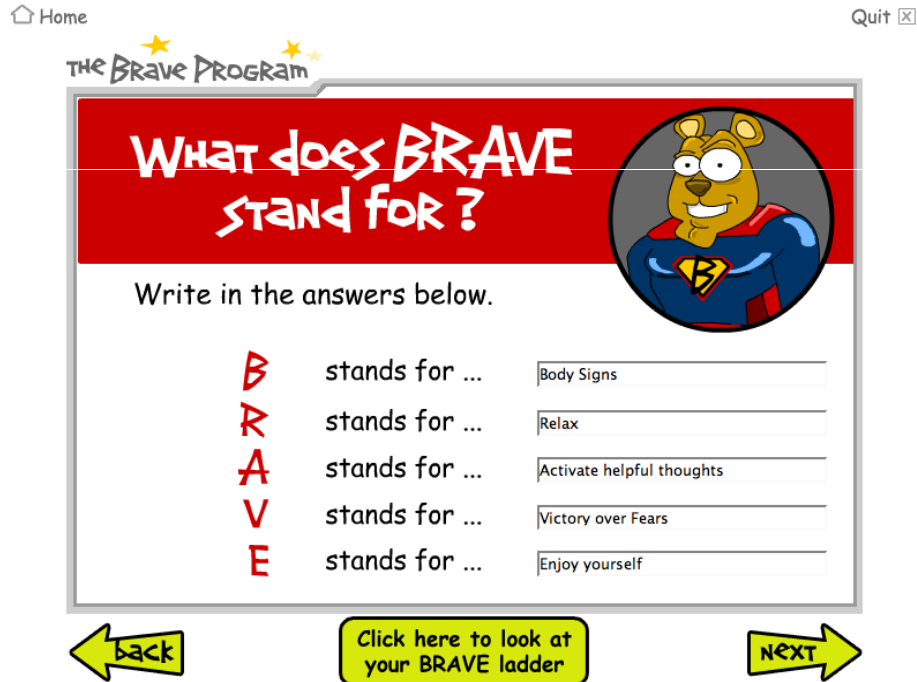 Home
Quit
THE BRAVE PROGRAM
WHAT does BRAVE
STANd foR ?
Write in the answers below.
B stands for ... Body Signs
R stands for ... Relax
A stands for ... Activate helpful thoughts
V stands for ... Victory over Fears
E stands for ... Enjoy yourself
B
back
Click here to look at
your BRAVE ladder
NexT